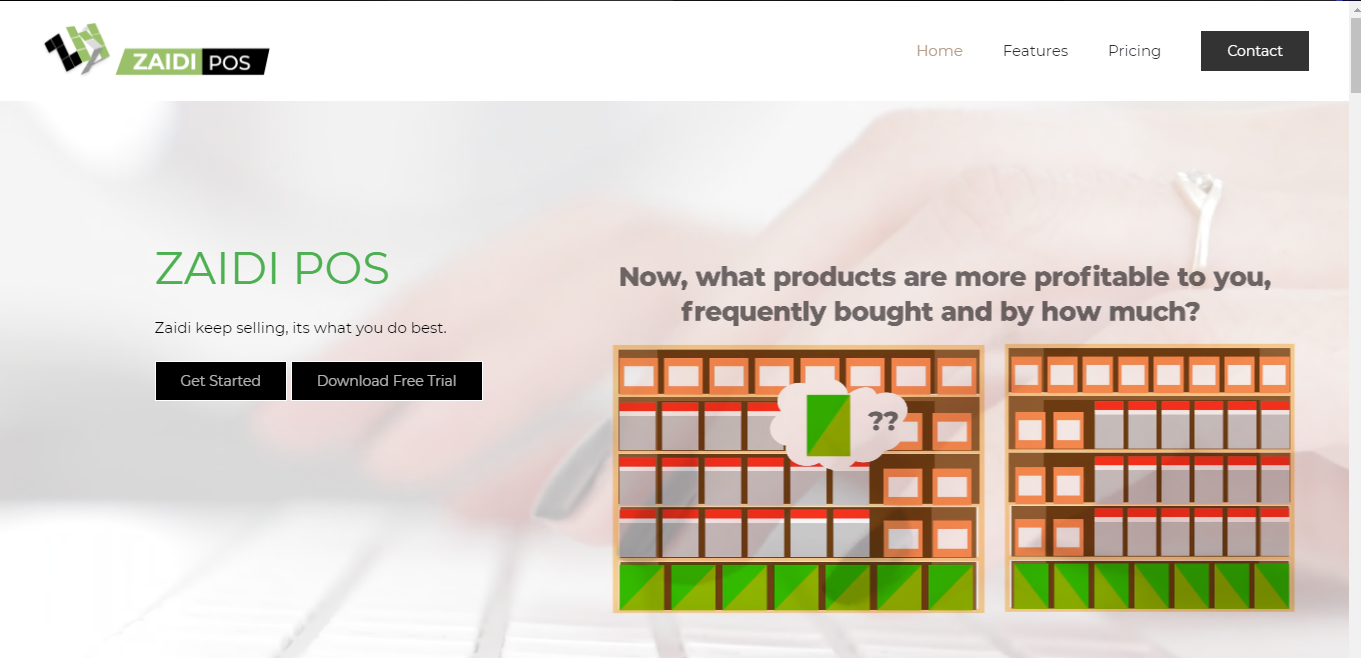 ZAIDI POS
Home
Features
Pricing
Contact
ZAIDI POS
Zaidi keep selling, its what you do best.
Get Started
Download Free Trial
Now, what products are more profitable to you,
frequently bought and by how much?
??